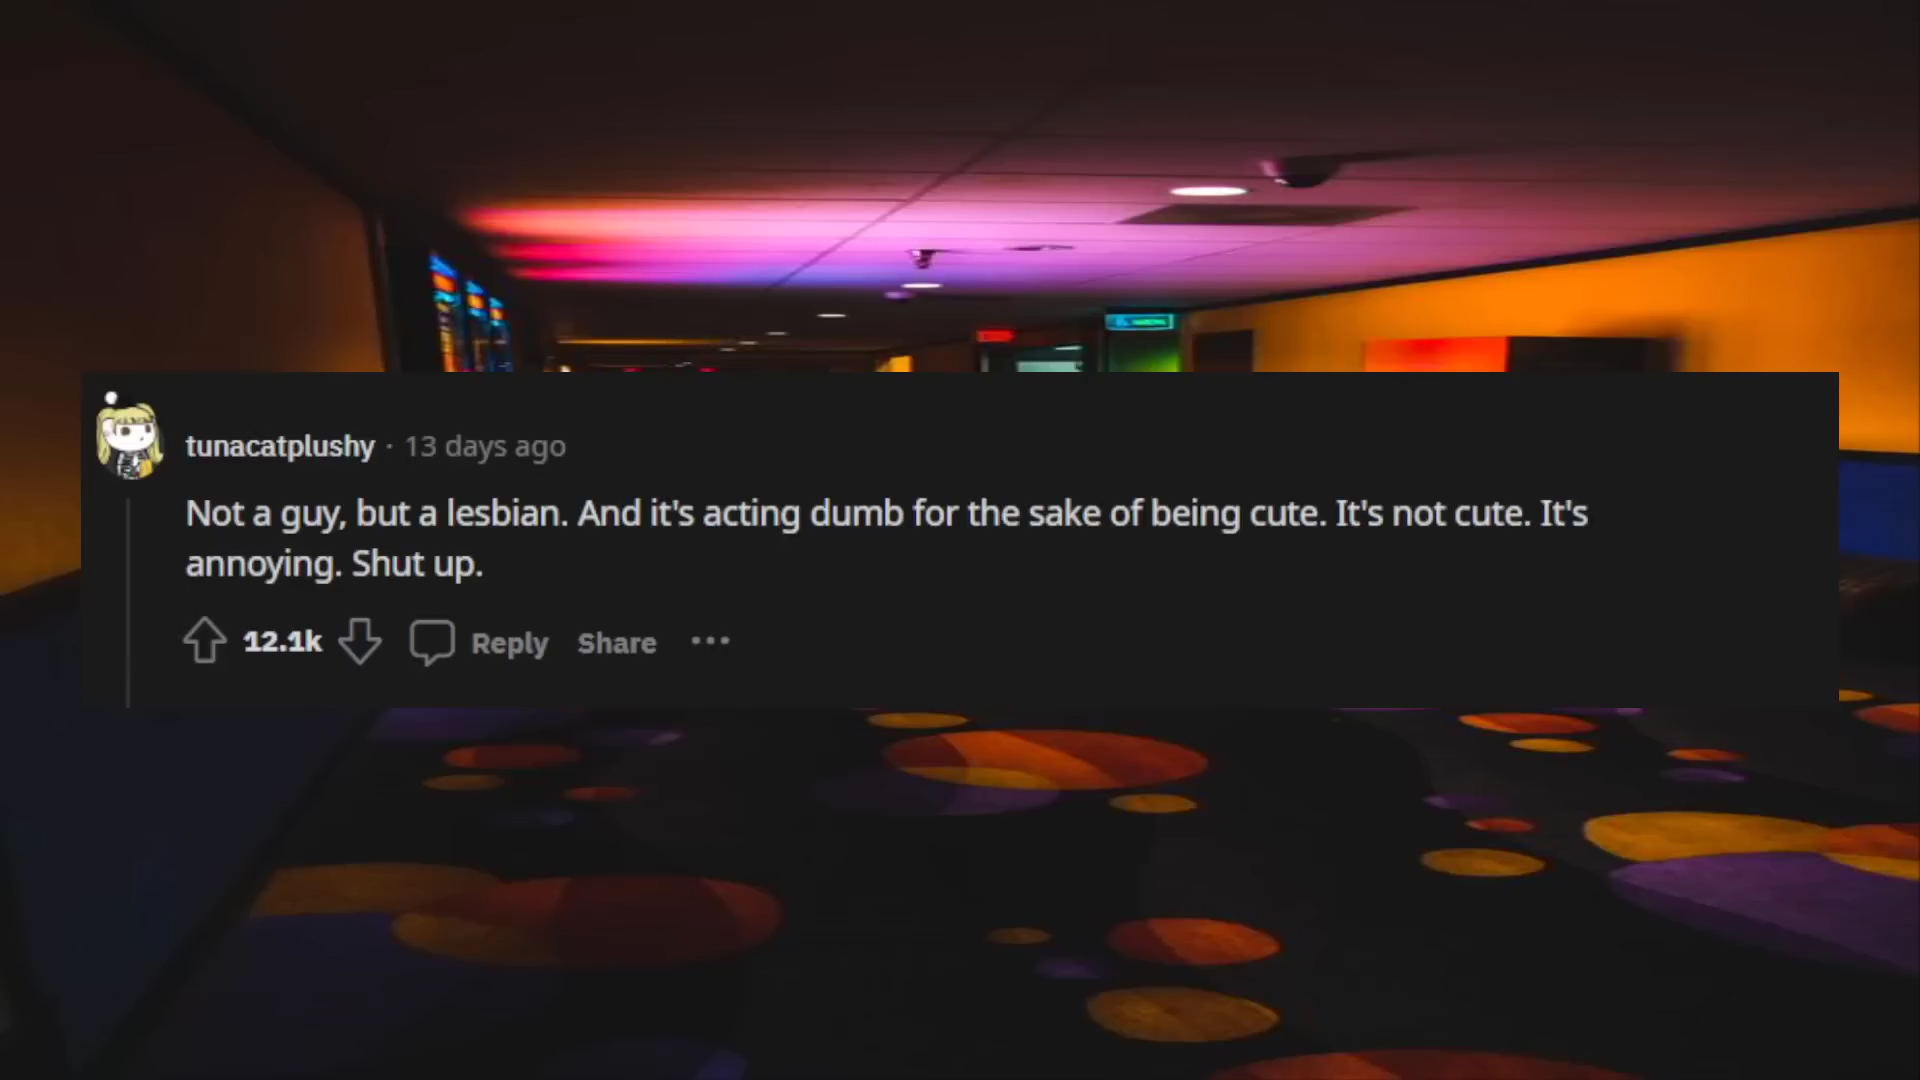 tunacatplushy · 13 days ago
Not a guy, but a lesbian. And it's acting dumb for the sake of being cute. It's not cute. It's
annoying. Shut up.
12.1k Reply Share ···